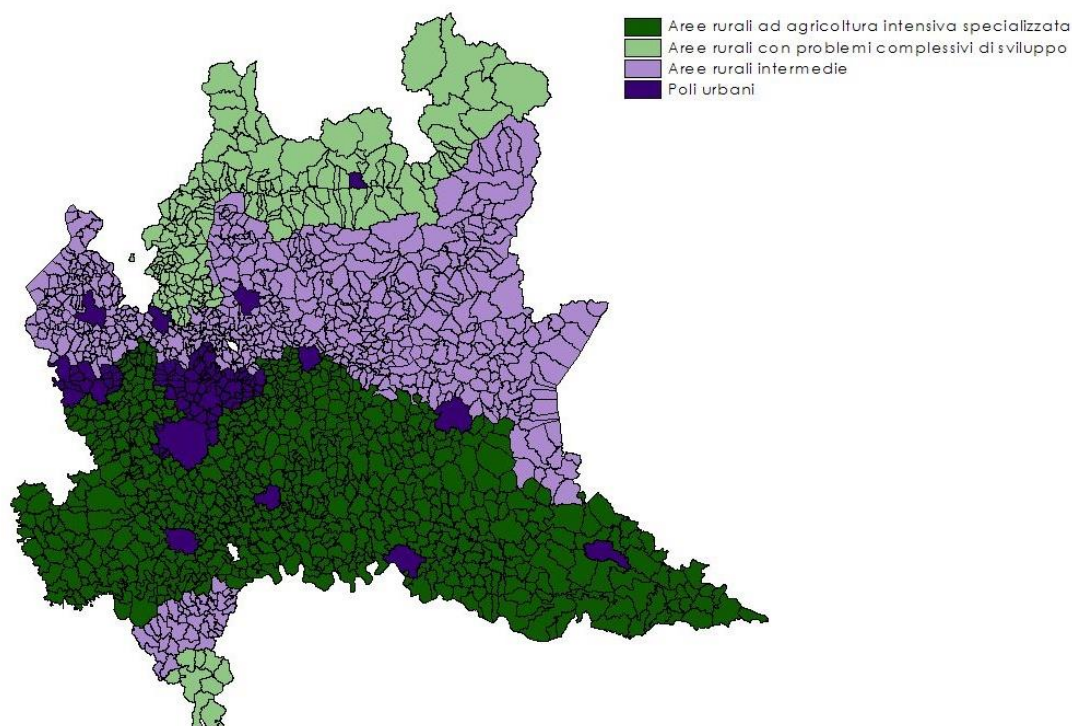 Aree rurali ad agricoltura intensiva specializzata
Aree rurali con problemi complessivi di sviluppo
Aree rurali intermedie
Poli urbani